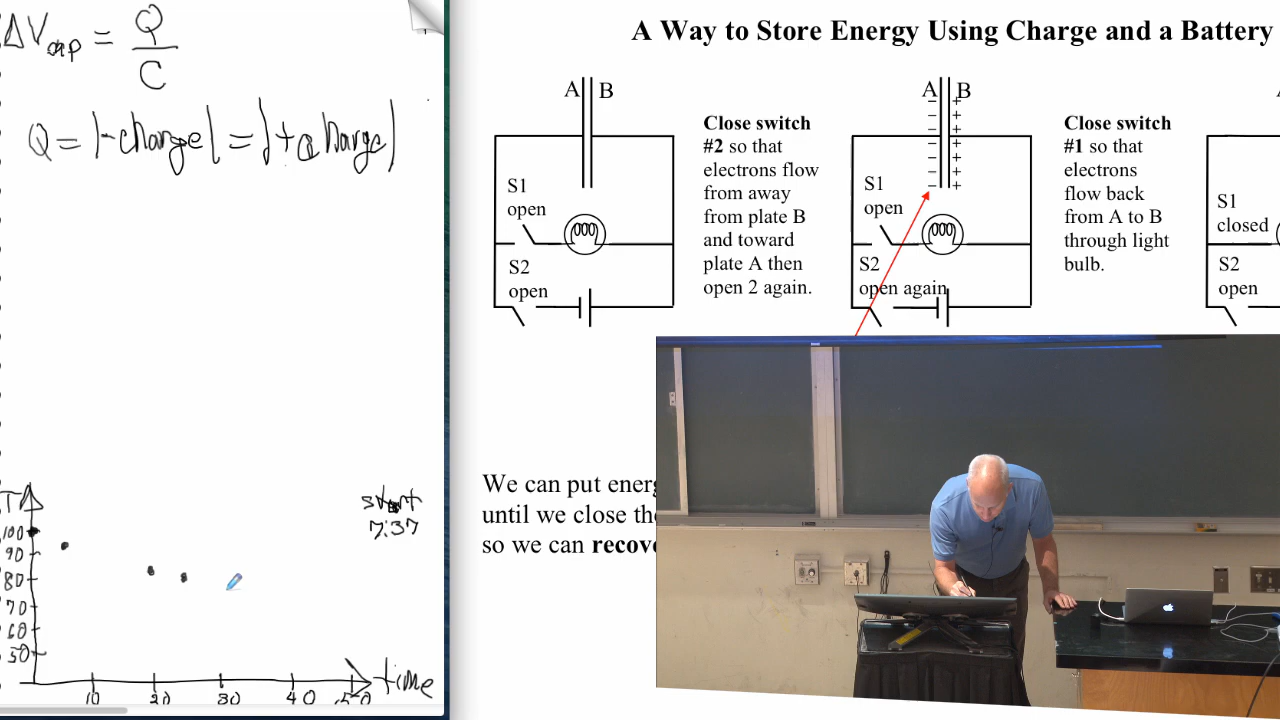 ΔVcap = Q
C
Q = |-charge| = |+charge|
T
100
90
80
70
60
50
10
20
30
40
50
time
start
7:37
A Way to Store Energy Using Charge and a Battery
A B
S1
open
S2
open
Close switch
#2 so that
electrons flow
from away
from plate B
and toward
plate A then
open 2 again.
A B
S1
open
S2
open again
Close switch
#1 so that
electrons
flow back
from A to B
through light
bulb.
S1
closed
S2
open
We can put energ
until we close the
so we can recove